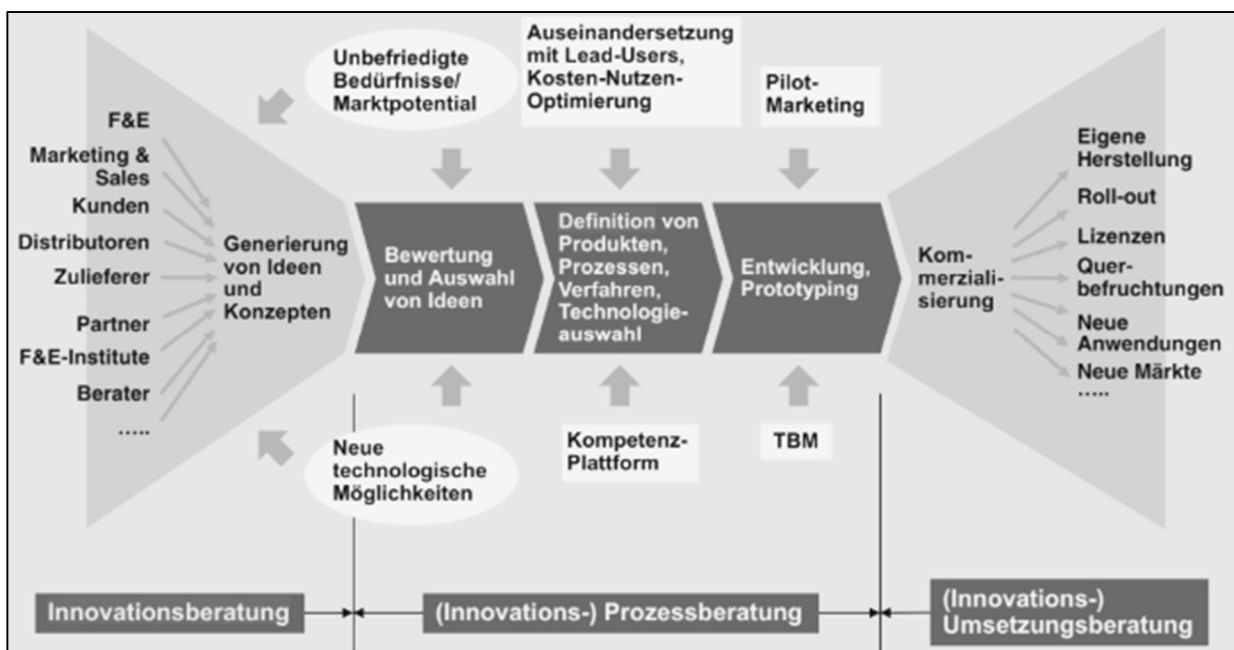 Unbefriedigte
Bedürfnisse/
Marktpotential
Auseinandersetzung
mit Lead-Users,
Kosten-Nutzen-
Optimierung
Pilot-
Marketing
F&E
Marketing &
Sales
Kunden
Distributoren
Zulieferer
Partner
F&E-Institute
Berater
.....
Generierung
von Ideen
und
Konzepten
Bewertung
und Auswahl
von Ideen
Definition von
Produkten,
Prozessen,
Verfahren,
Technologie-
auswahl
Entwicklung,
Prototyping
Kom-
merziali-
sierung
Eigene
Herstellung
Roll-out
Lizenzen
Quer-
befruchtungen
Neue
Anwendungen
Neue Märkte
.....
Neue
technologische
Möglichkeiten
Kompetenz-
Plattform
TBM
Innovationsberatung
(Innovations-) Prozessberatung
(Innovations-)
Umsetzungsberatung